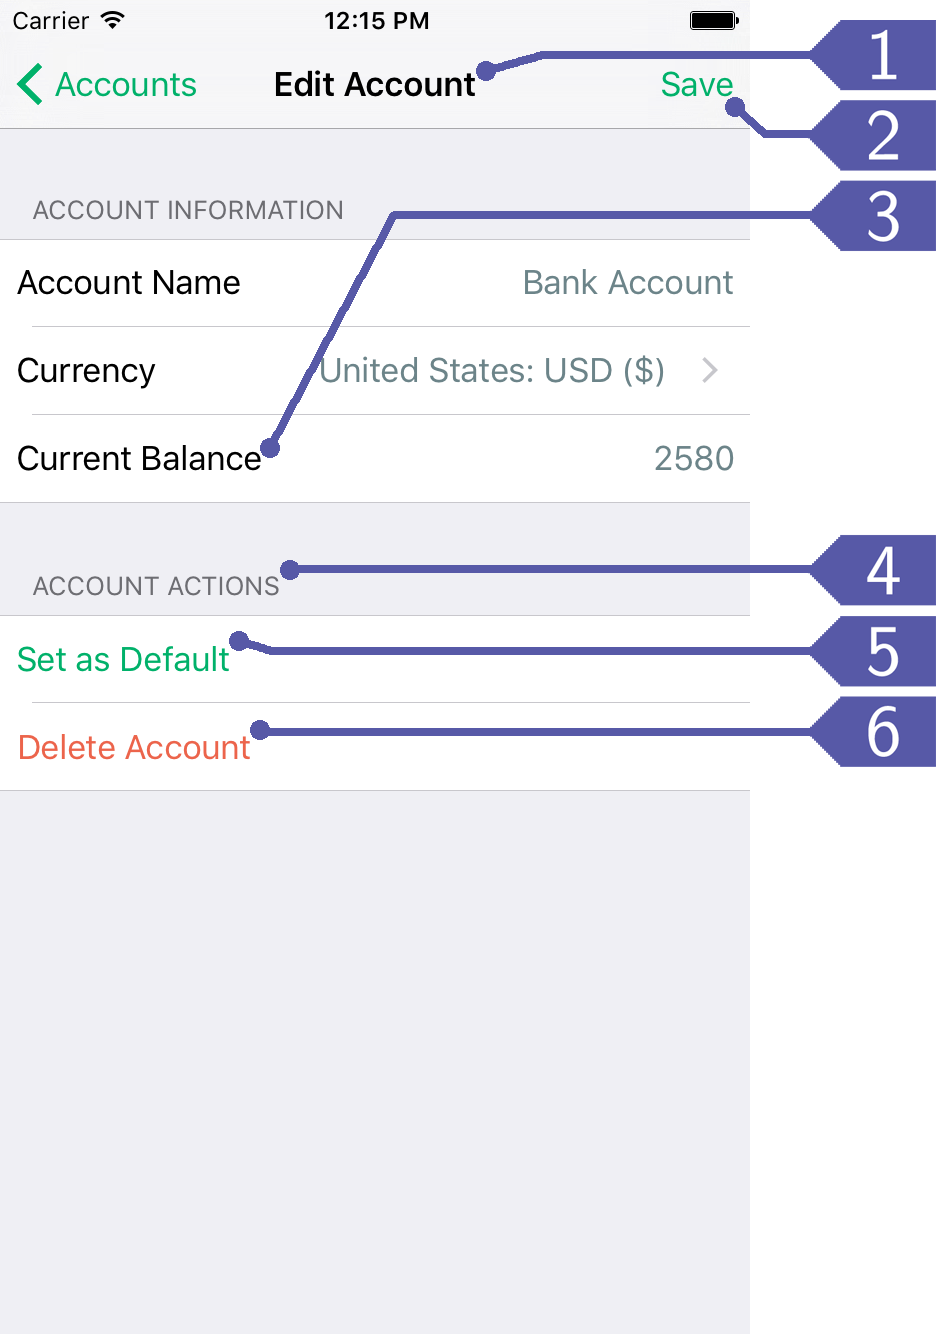 Carrier 12:15 PM
Accounts Edit Account Save
1
2
ACCOUNT INFORMATION
3
Account Name Bank Account
Currency United States: USD ($)
Current Balance 2580
ACCOUNT ACTIONS
4
Set as Default
5
Delete Account
6